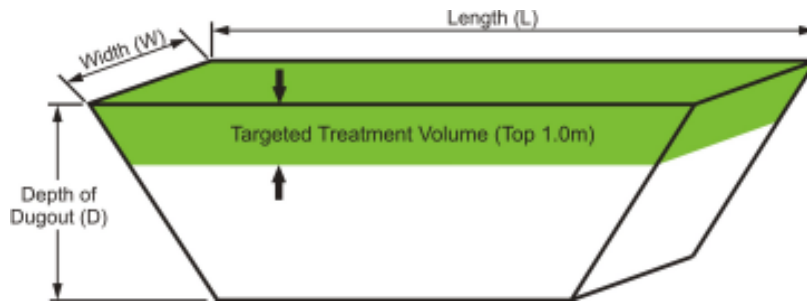 Length (L)
Width (W)
Targeted Treatment Volume (Top 1.0m)
Depth of
Dugout (D)